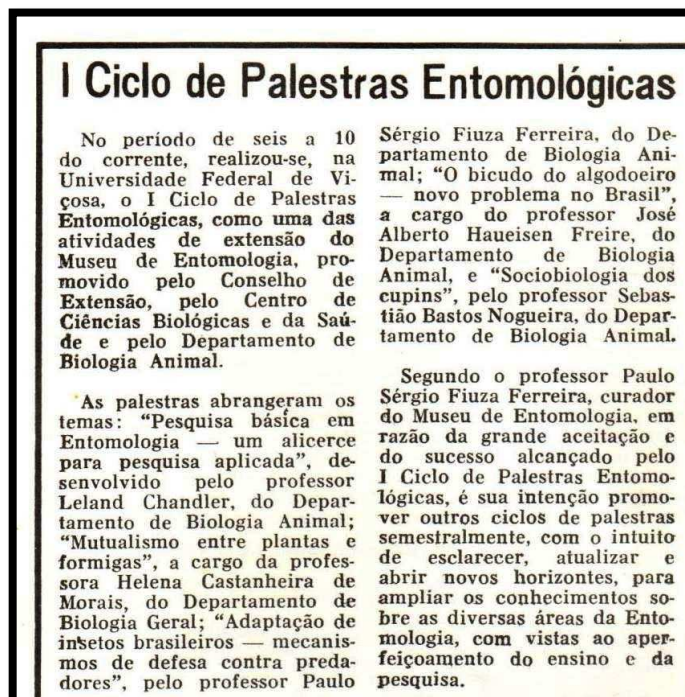 I Ciclo de Palestras Entomológicas
No período de seis a 10
do corrente, realizou-se, na
Universidade Federal de Vi-
çosa, o I Ciclo de Palestras
Entomológicas, como uma das
atividades de extensão do
Museu de Entomologia, pro-
movido pelo Conselho de
Extensão, pelo Centro de
Ciências Biológicas e da Saú-
de e pelo Departamento de
Biologia Animal.
As palestras abrangeram os
temas: “Pesquisa básica em
Entomologia — um alicerce
para pesquisa aplicada”, de-
senvolvido pelo professor
Leland Chandler, do Depar-
tamento de Biologia Animal;
“Mutualismo entre plantas e
formigas”, a cargo da profes-
sora Helena Castanheira de
Morais, do Departamento de
Biologia Geral; “Adaptação de
insetos brasileiros — mecanis-
mos de defesa contra preda-
dores”, pelo professor Paulo
Sérgio Fiuza Ferreira, do De-
partamento de Biologia Ani-
mal; “O bicudo do algodoeiro
— novo problema no Brasil”,
a cargo do professor José
Alberto Haueisen Freire, do
Departamento de Biologia
Animal, e “Sociobiologia dos
cupins”, pelo professor Sebas-
tião Bastos Nogueira, do Depar-
tamento de Biologia Animal.
Segundo o professor Paulo
Sérgio Fiuza Ferreira, curador
do Museu de Entomologia, em
razão da grande aceitação e
do sucesso alcançado pelo
I Ciclo de Palestras Entomo-
lógicas, é sua intenção promo-
ver outros ciclos de palestras
semestralmente, com o intuito
de esclarecer, atualizar e
abrir novos horizontes, para
ampliar os conhecimentos so-
bre as diversas áreas da Ento-
mologia, com vistas ao aper-
feiçoamento do ensino e da
pesquisa.